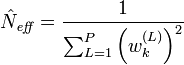 \hat{N}_{eff} = \frac{1}{\sum_{L=1}^{P} \left( w_k^{(L)} \right)^2}